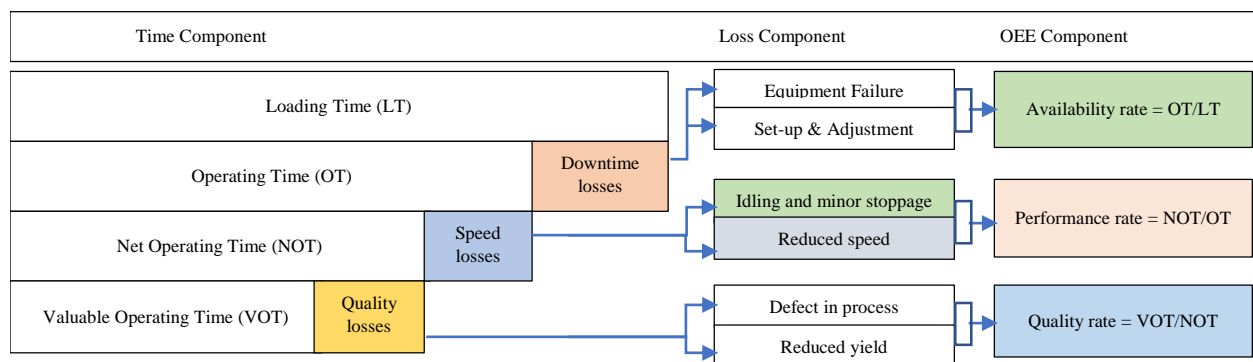 Time Component
Loss Component
OEE Component
Loading Time (LT)
Equipment Failure
Set-up & Adjustment
Availability rate = OT/LT
Operating Time (OT)
Downtime
losses
Idling and minor stoppage
Reduced speed
Performance rate = NOT/OT
Net Operating Time (NOT)
Speed
losses
Valuable Operating Time (VOT)
Quality
losses
Defect in process
Reduced yield
Quality rate = VOT/NOT